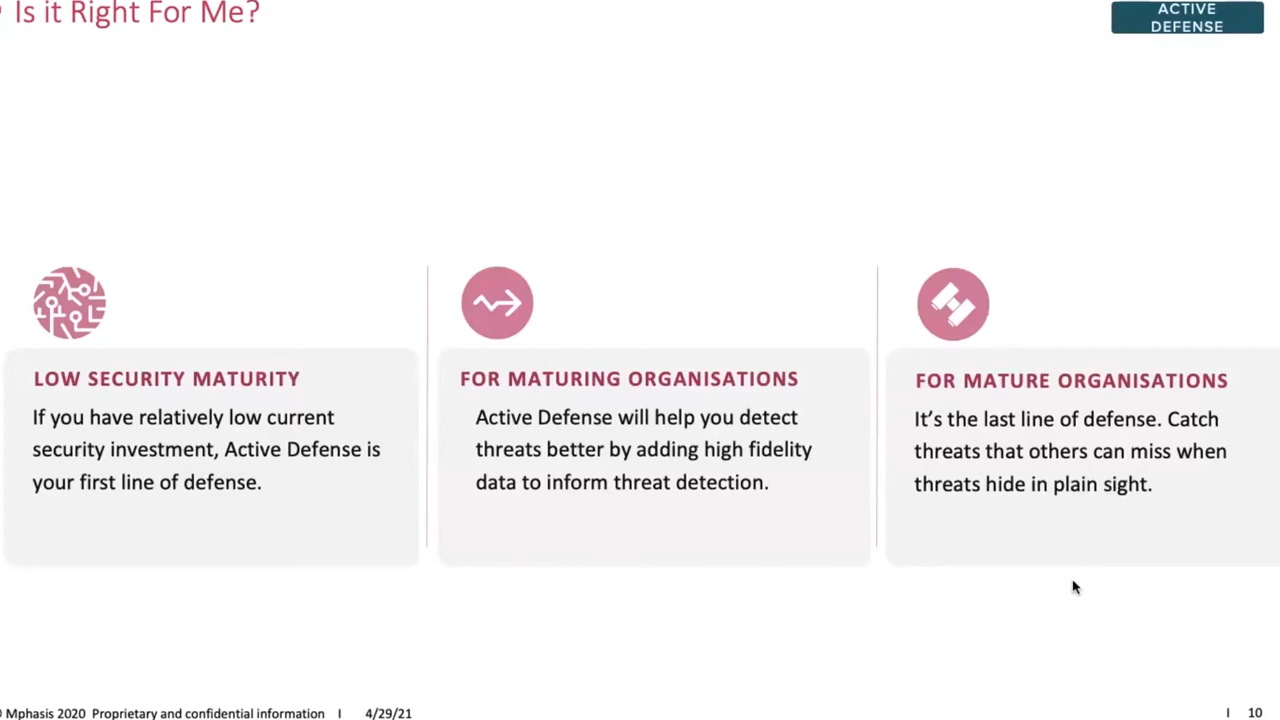 Is it Right For Me?
ACTIVE
DEFENSE
LOW SECURITY MATURITY
If you have relatively low current
security investment, Active Defense is
your first line of defense.
FOR MATURING ORGANISATIONS
Active Defense will help you detect
threats better by adding high fidelity
data to inform threat detection.
FOR MATURE ORGANISATIONS
It’s the last line of defense. Catch
threats that others can miss when
threats hide in plain sight.
© Mphasis 2020 Proprietary and confidential information I 4/29/21 I 10